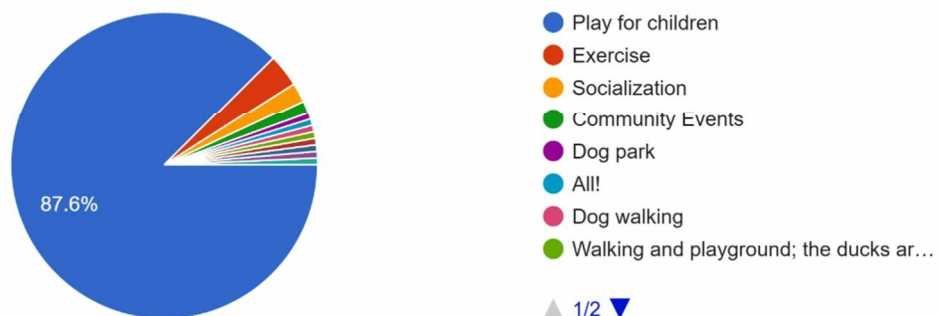 87.6%
Play for children
Exercise
Socialization
Community Events
Dog park
All!
Dog walking
Walking and playground; the ducks ar…
1/2